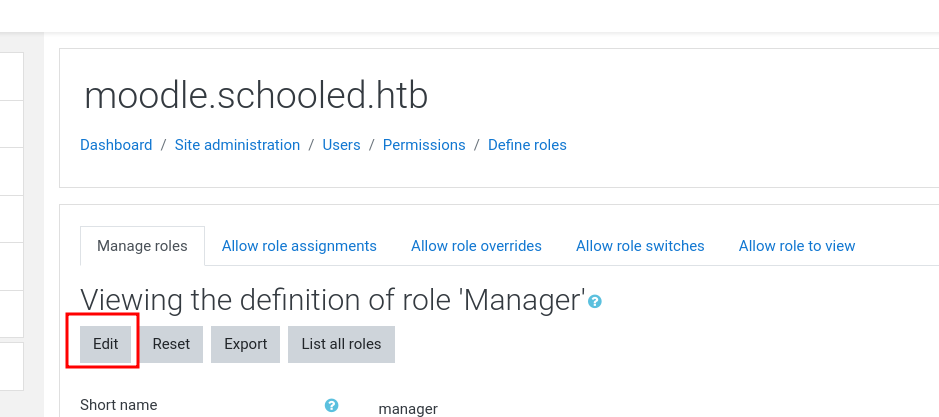 moodle.schooled.htb
Dashboard / Site administration / Users / Permissions / Define roles
Manage roles Allow role assignments Allow role overrides Allow role switches Allow role to view
Viewing the definition of role 'Manager' ?
Edit Reset Export List all roles
Short name ? manager